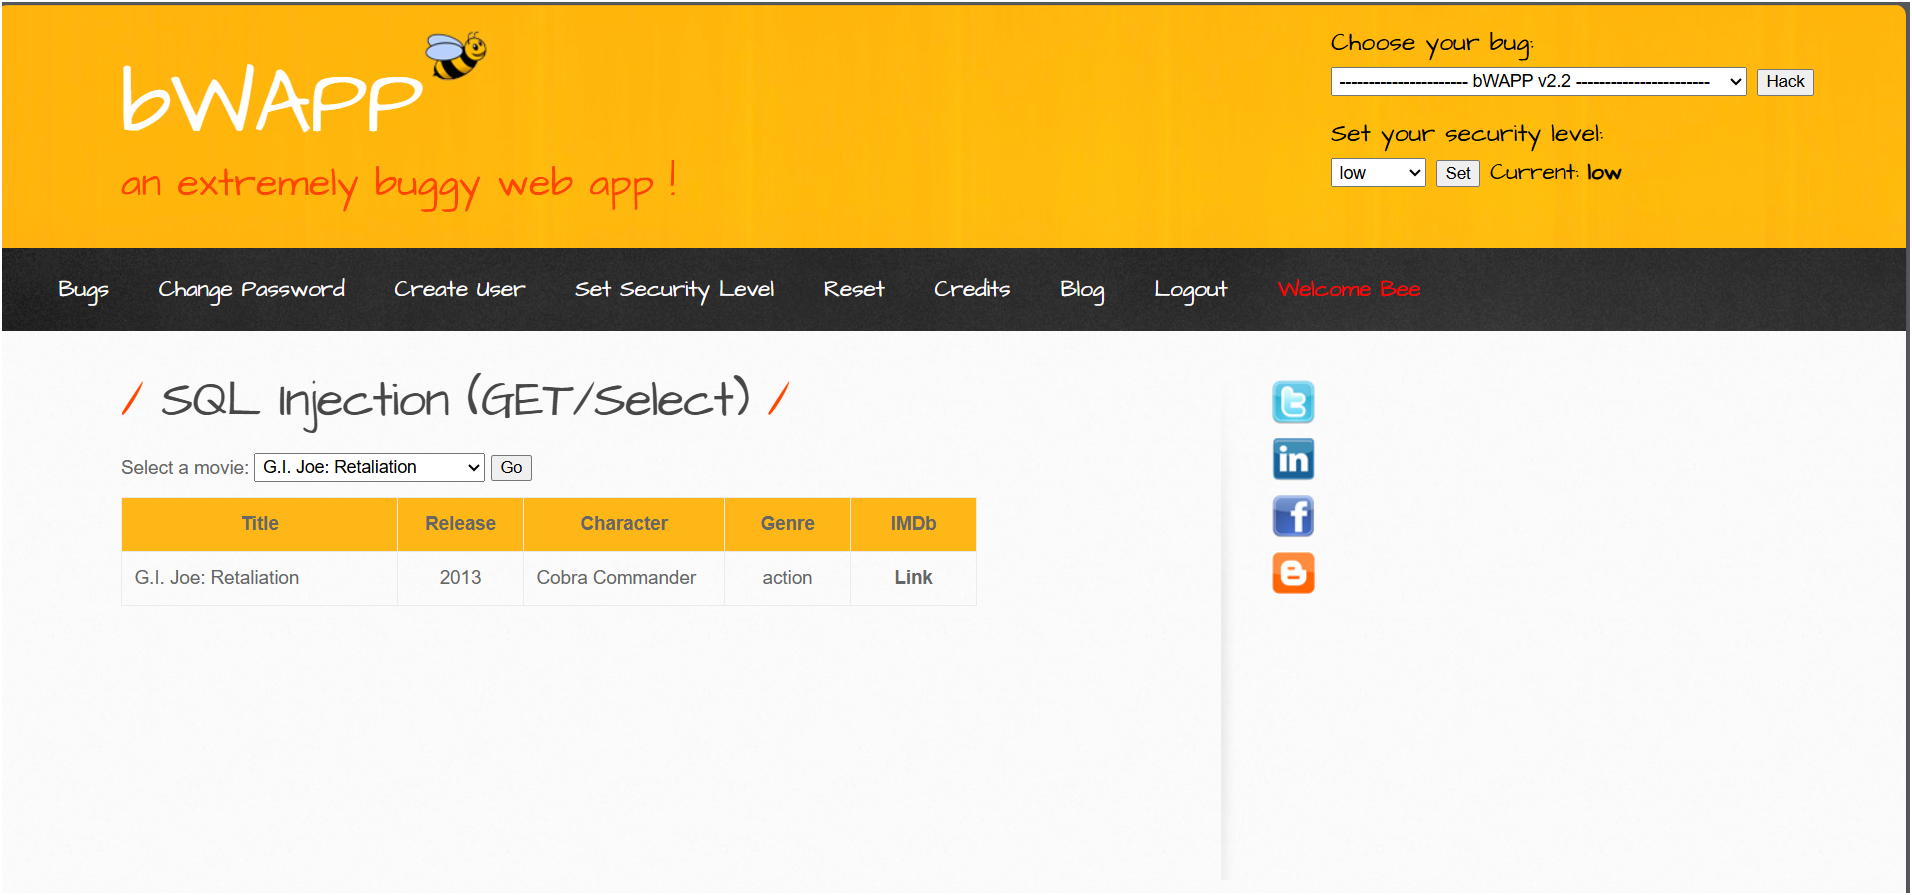 bWAPP
an extremely buggy web app !
Choose your bug:
---------------------- bWAPP v2.2 ----------------------- Hack
Set your security level:
low Set Current: low
Bugs Change Password Create User Set Security Level Reset Credits Blog Logout Welcome Bee
/ SQL Injection (GET/Select) /
Select a movie: G.I. Joe: Retaliation Go
Title Release Character Genre IMDb
G.I. Joe: Retaliation 2013 Cobra Commander action Link